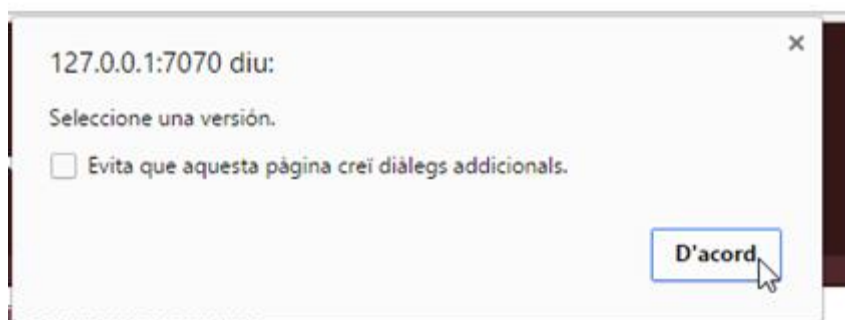 127.0.0.1:7070 diu:
Seleccione una versión.
Evita que aquesta pàgina creï diàlegs addicionals.
D'acord